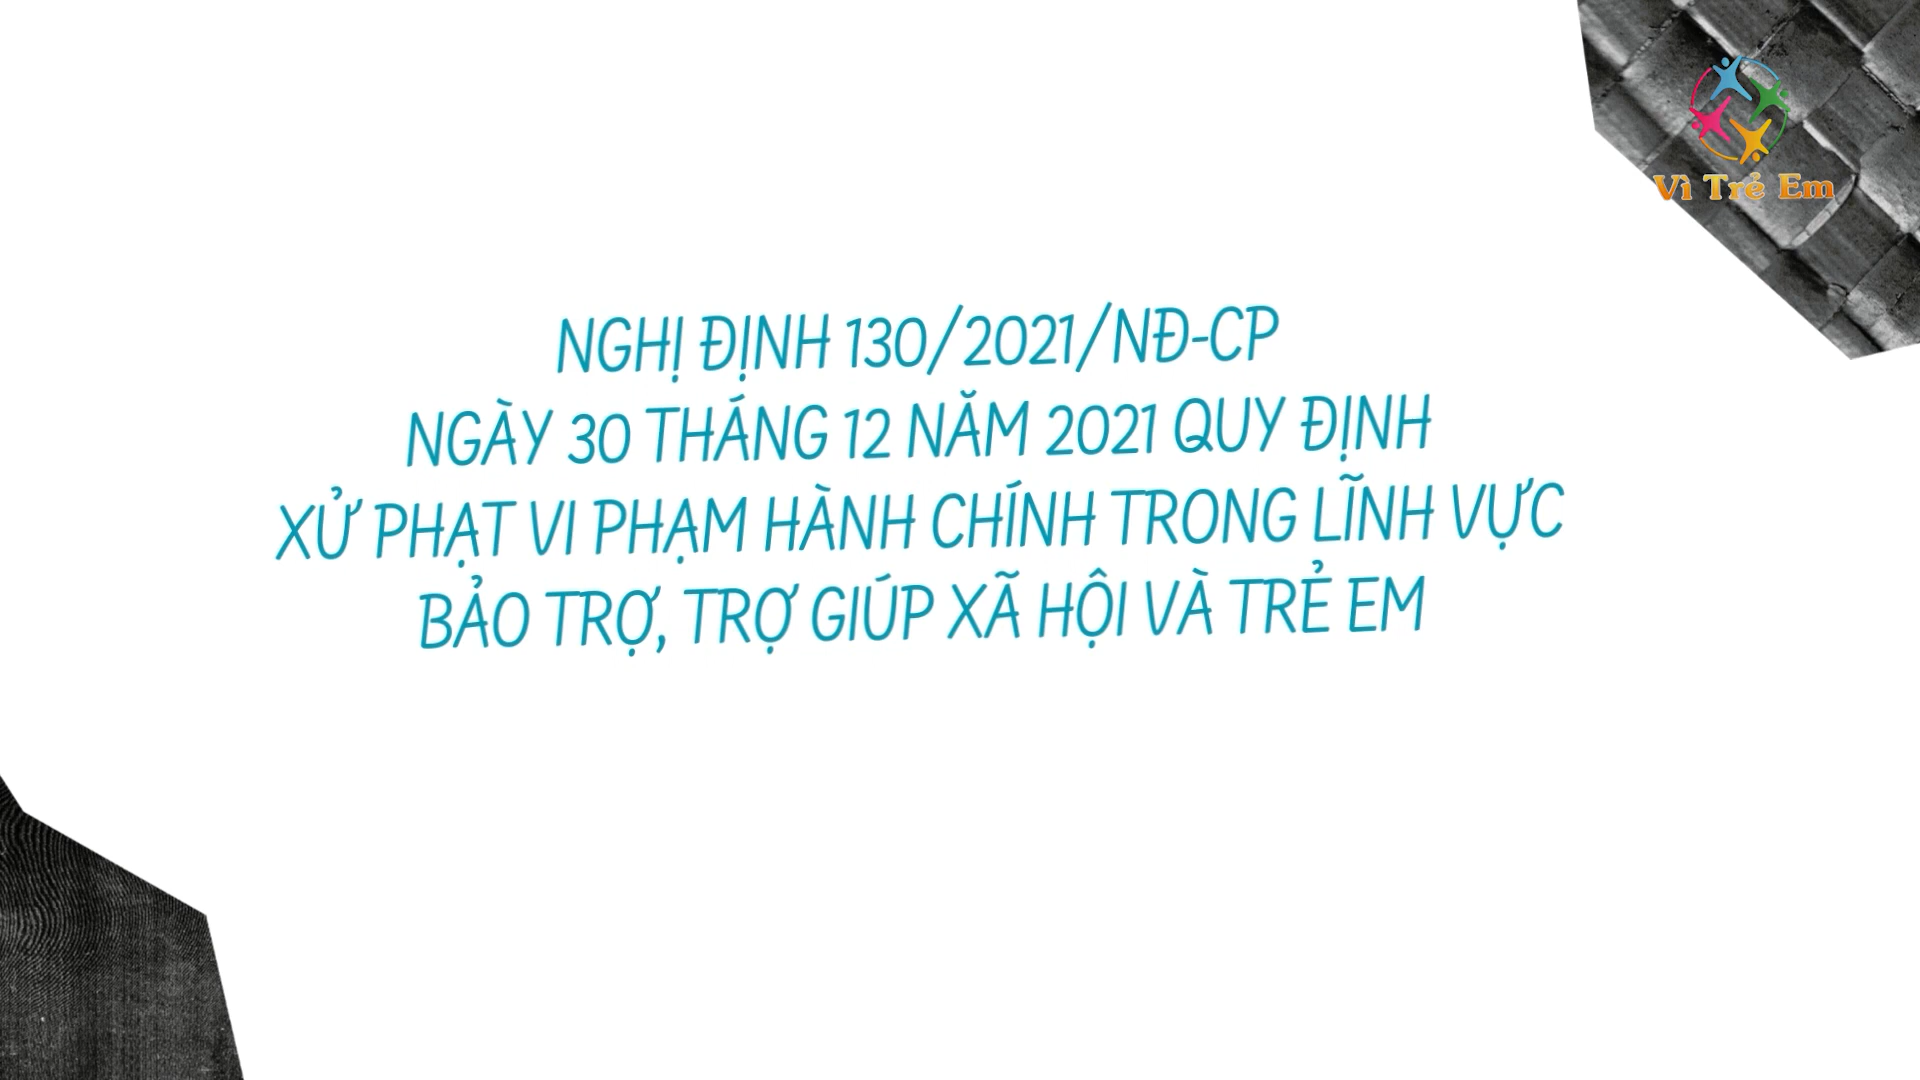 Vì Trẻ Em
NGHỊ ĐỊNH 130/2021/NĐ-CP
NGÀY 30 THÁNG 12 NĂM 2021 QUY ĐỊNH
XỬ PHẠT VI PHẠM HÀNH CHÍNH TRONG LĨNH VỰC
BẢO TRỢ, TRỢ GIÚP XÃ HỘI VÀ TRẺ EM